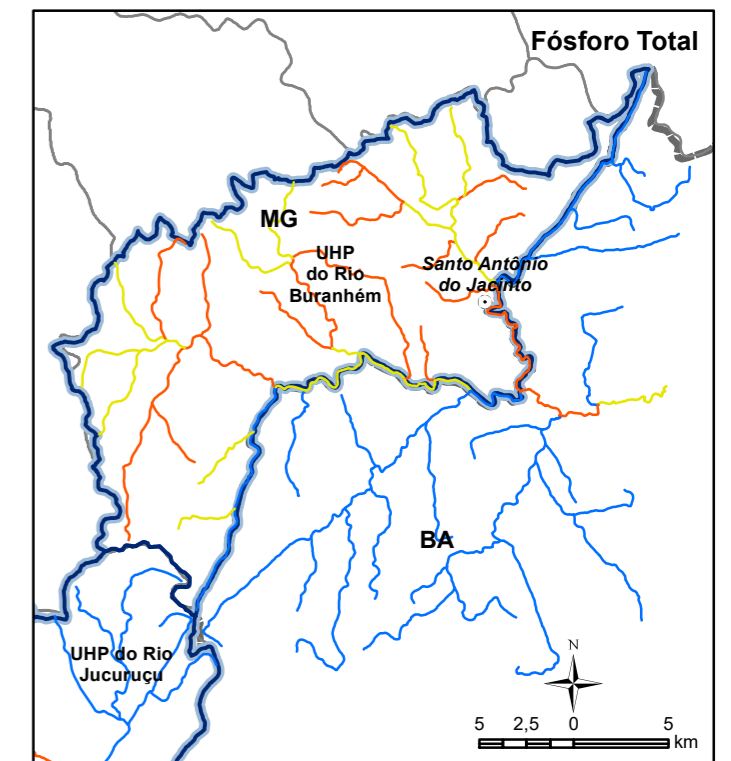 Fósforo Total
MG
UHP
do Rio
Buranhém
Santo Antônio
do Jacinto
BA
UHP do Rio
Jucuruçu
N
5 2,5 0 5
km